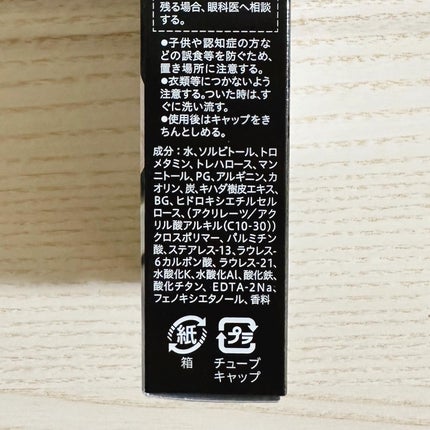 残る場合、眼科医へ相談
する。
●子供や認知症の方な
どの誤食等を防ぐため、
置き場所に注意する。
●衣類等につかないよう
注意する。ついた時は、す
ぐに洗い流す。
●使用後はキャップをき
ちんとしめる。
成分：水、ソルビトール、トロ
メタミン、トレハロース、マン
ニトール、PG、アルギニン、カ
オリン、炭、キハダ樹皮エキス、
BG、ヒドロキシエチルセル
ロース、（アクリレーツ/アク
リル酸アルキル(C10-30)）
クロスポリマー、パルミチン
酸、ステアレス-13、ラウレス-
6カルボン酸、ラウレス-21、
水酸化K、水酸化Al、酸化鉄、
酸化チタン、EDTA-2Na、
フェノキシエタノール、香料
紙
箱
プラ
チューブ
キャップ